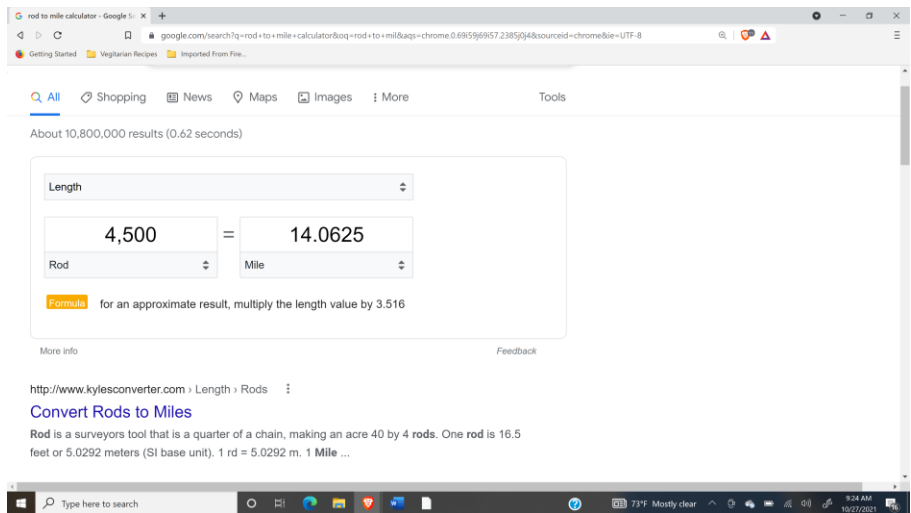 rod to mile calculator - Google Se
google.com/search?q=rod+to+mile+calculator&oq=rod+to+mil&aqs=chrome.0.69i59j69i57.2385j0j4&sourceid=chrome&ie=UTF-8
Getting Started Vegitarian Recipes Imported From Fire...
All Shopping News Maps Images More Tools
About 10,800,000 results (0.62 seconds)
Length
4,500 = 14.0625
Rod Mile
Formula for an approximate result, multiply the length value by 3.516
More info Feedback
http://www.kylesconverter.com › Length › Rods
Convert Rods to Miles
Rod is a surveyors tool that is a quarter of a chain, making an acre 40 by 4 rods. One rod is 16.5
feet or 5.0292 meters (SI base unit). 1 rd = 5.0292 m. 1 Mile ...
Type here to search 73°F Mostly clear 9:24 AM
10/27/2021